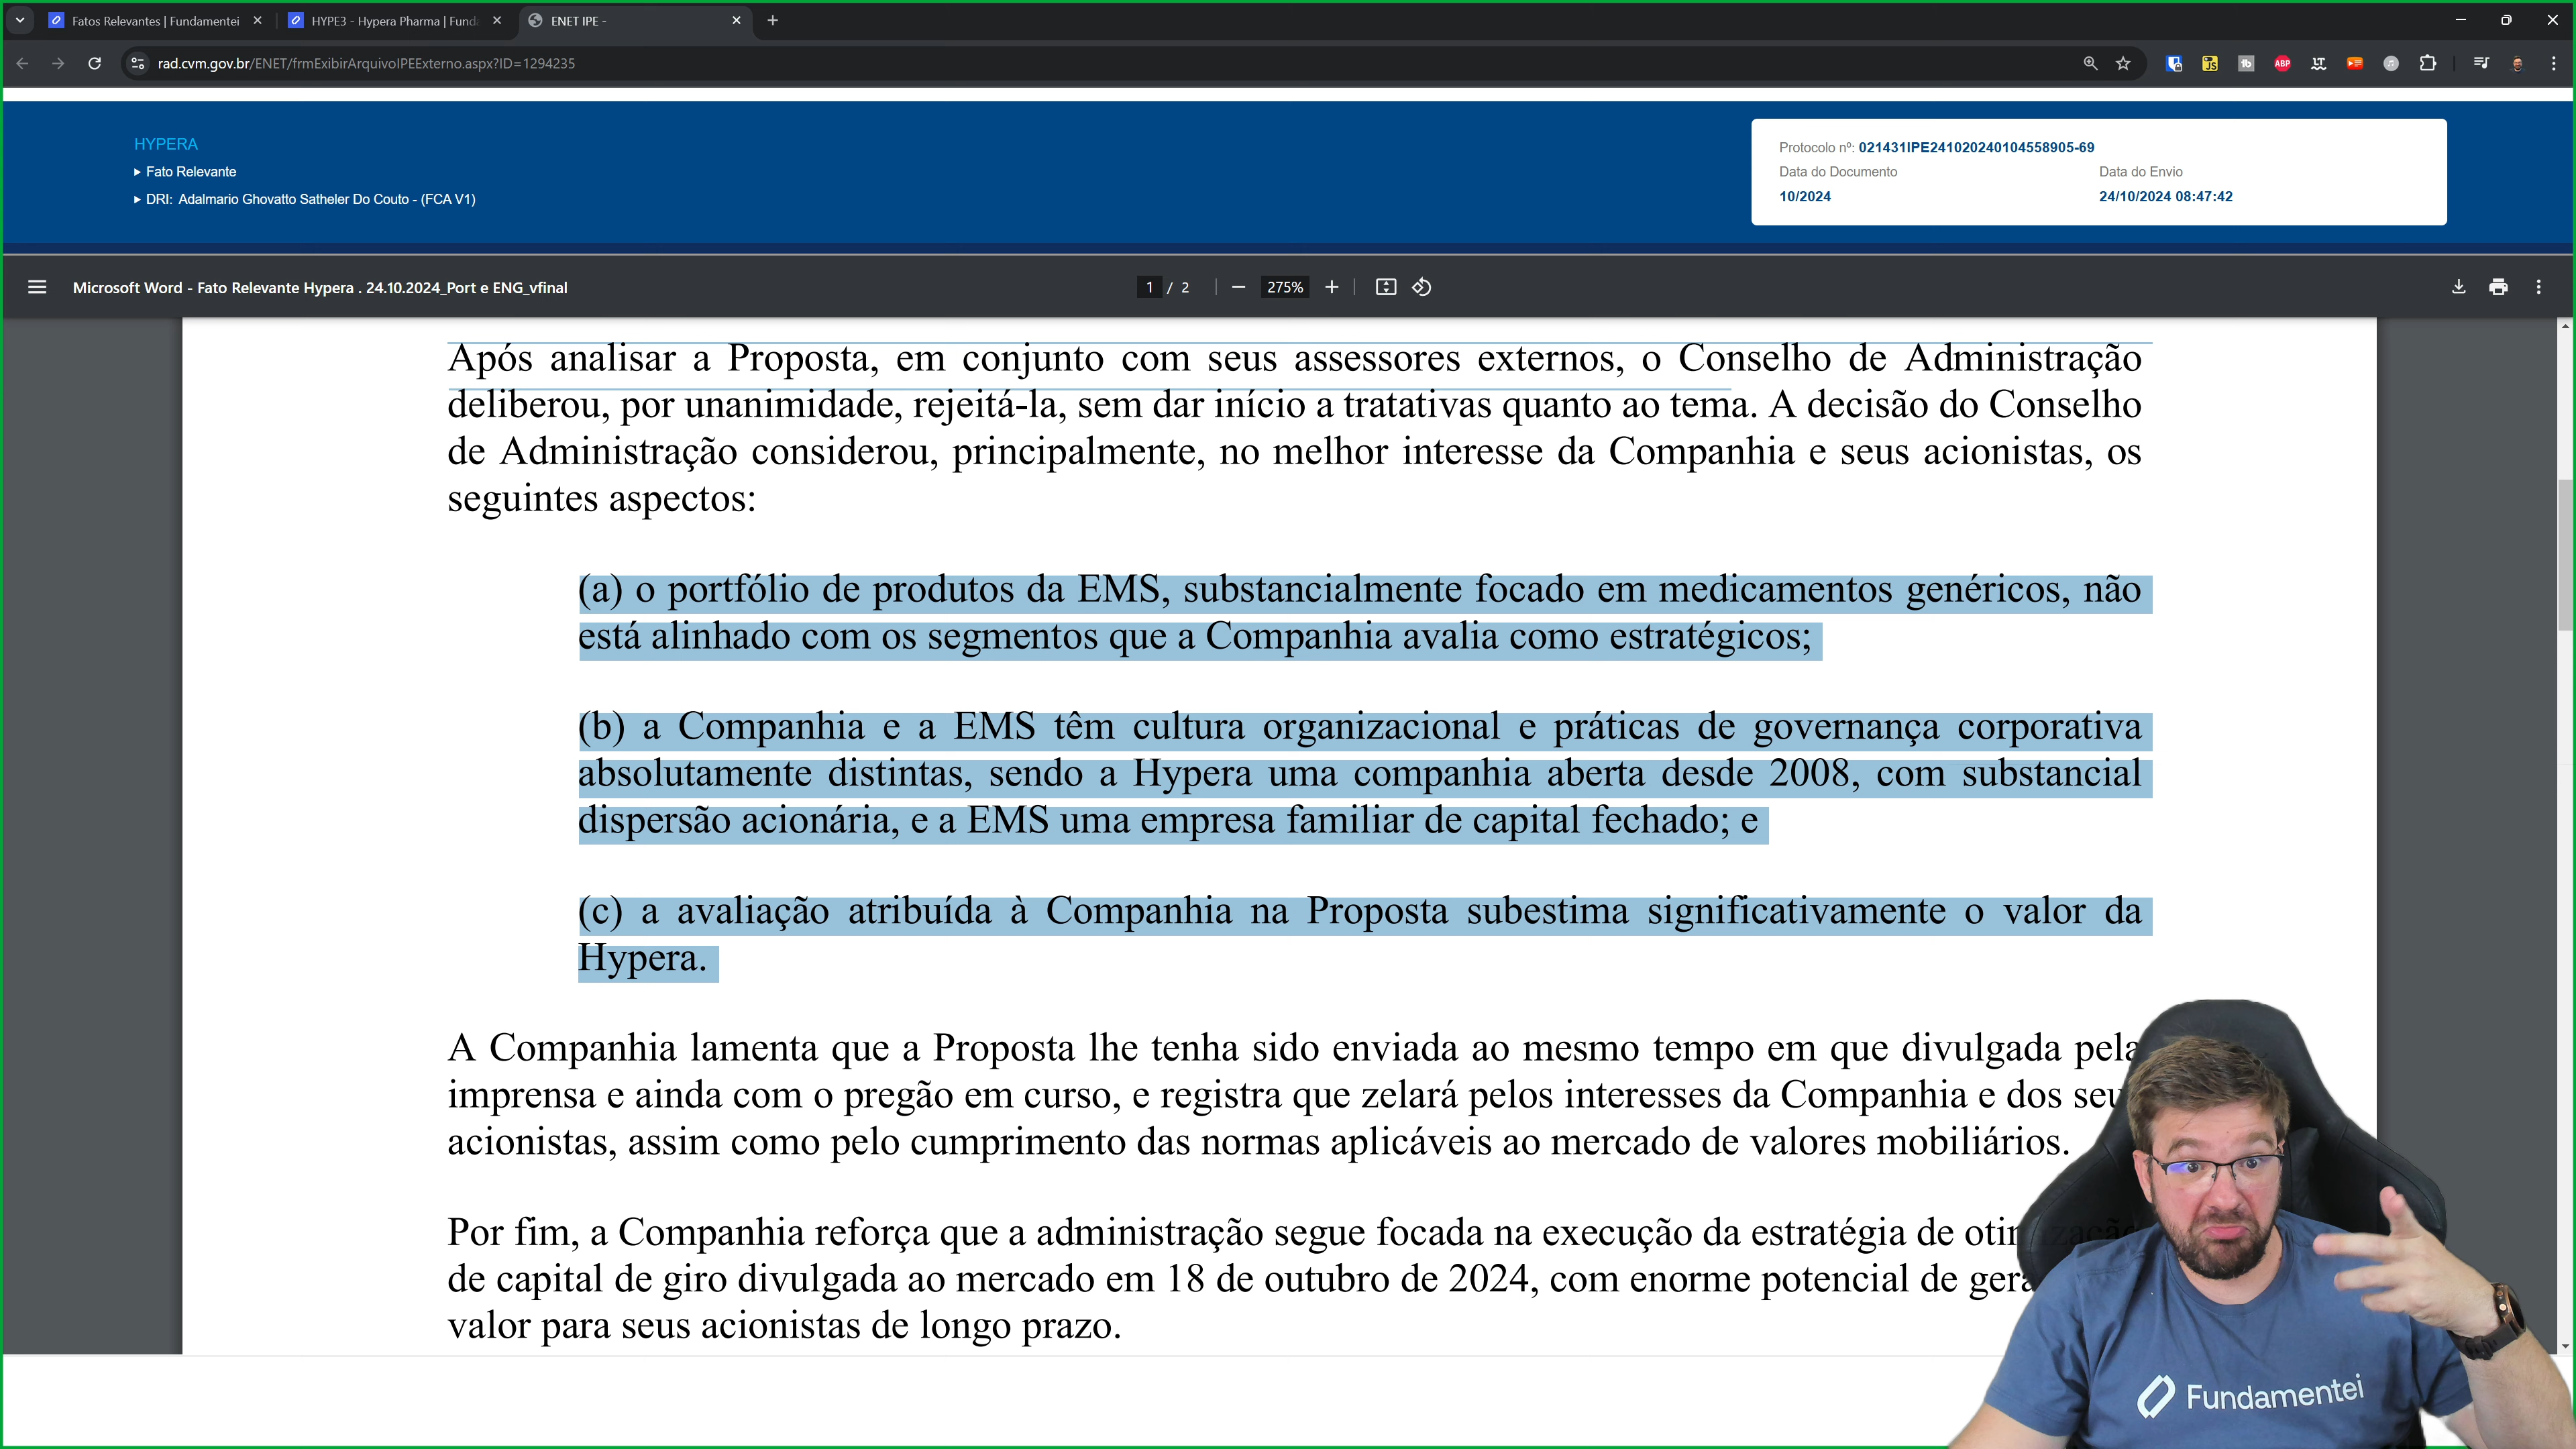 Fatos Relevantes | Fundamentei
HYPE3 - Hypera Pharma | Fund
ENET IPE -
rad.cvm.gov.br/ENET/frmExibirArquivoIPEExterno.aspx?ID=1294235
HYPERA
Fato Relevante
DRI: Adalmario Ghovatto Satheler Do Couto - (FCA V1)
Protocolo nº: 021431IPE241020240104558905-69
Data do Documento Data do Envio
10/2024 24/10/2024 08:47:42
Microsoft Word - Fato Relevante Hypera . 24.10.2024_Port e ENG_vfinal
1 / 2 275%
Após analisar a Proposta, em conjunto com seus assessores externos, o Conselho de Administração
deliberou, por unanimidade, rejeitá-la, sem dar início a tratativas quanto ao tema. A decisão do Conselho
de Administração considerou, principalmente, no melhor interesse da Companhia e seus acionistas, os
seguintes aspectos:
(a) o portfólio de produtos da EMS, substancialmente focado em medicamentos genéricos, não
está alinhado com os segmentos que a Companhia avalia como estratégicos;
(b) a Companhia e a EMS têm cultura organizacional e práticas de governança corporativa
absolutamente distintas, sendo a Hypera uma companhia aberta desde 2008, com substancial
dispersão acionária, e a EMS uma empresa familiar de capital fechado; e
(c) a avaliação atribuída à Companhia na Proposta subestima significativamente o valor da
Hypera.
A Companhia lamenta que a Proposta lhe tenha sido enviada ao mesmo tempo em que divulgada pela
imprensa e ainda com o pregão em curso, e registra que zelará pelos interesses da Companhia e dos seu
acionistas, assim como pelo cumprimento das normas aplicáveis ao mercado de valores mobiliários.
Por fim, a Companhia reforça que a administração segue focada na execução da estratégia de
de capital de giro divulgada ao mercado em 18 de outubro de 2024, com enorme potencial de
valor para seus acionistas de longo prazo.
Fundamentei